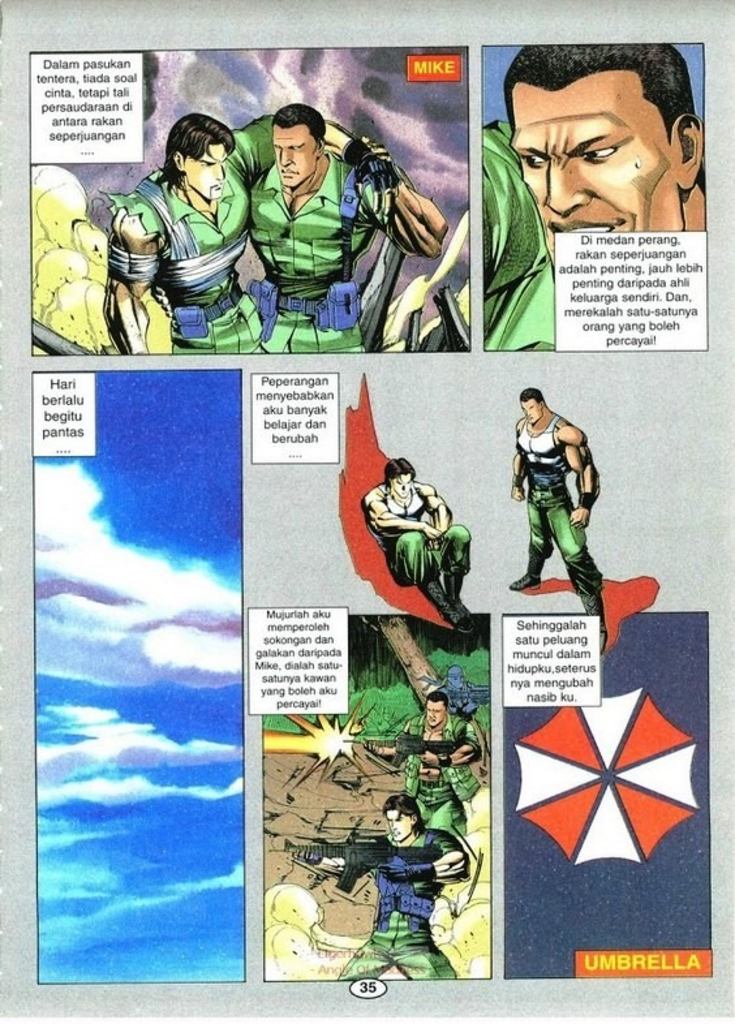 Dalam pasukan
tentera, tiada soal
cinta, tetapi tali
persaudaraan di
antara rakan
seperjuangan
....
MIKE
Di medan perang,
rakan seperjuangan
adalah penting, jauh lebih
penting daripada ahli
keluarga sendiri. Dan,
merekalah satu-satunya
orang yang boleh
percayai!
Hari
berlalu
begitu
pantas
....
Peperangan
menyebabkan
aku banyak
belajar dan
berubah
....
Mujurlah aku
memperoleh
sokongan dan
galakan daripada
Mike, dialah satu-
satunya kawan
yang boleh aku
percayai!
Sehinggalah
satu peluang
muncul dalam
hidupku,seterus
nya mengubah
nasib ku.
UMBRELLA
35